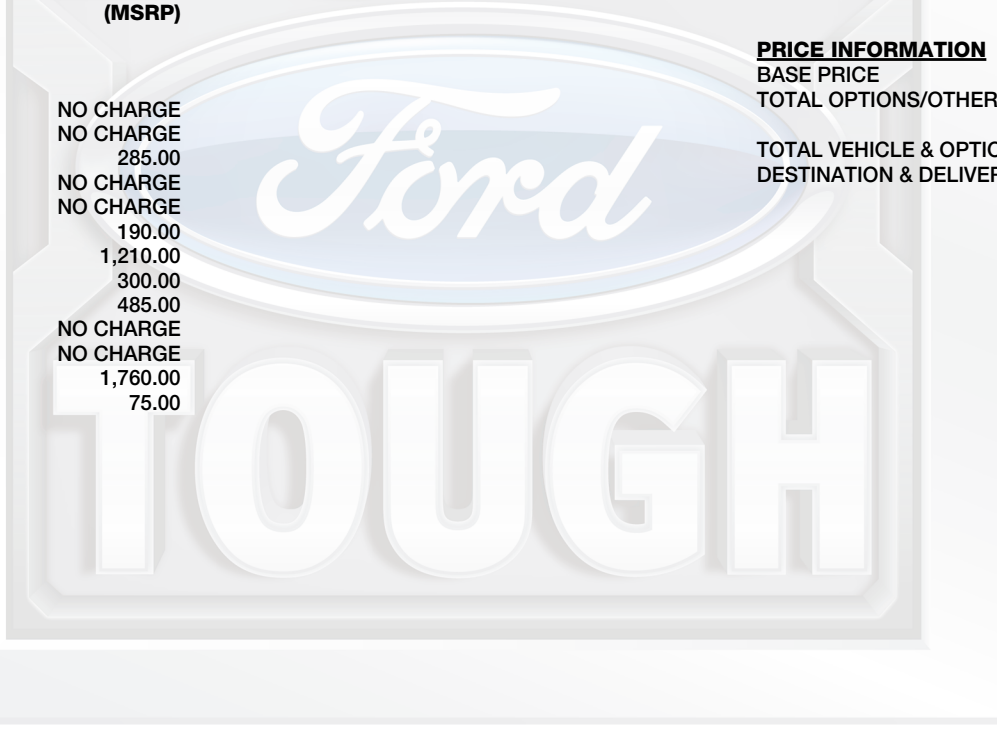 (MSRP)
NO CHARGE
NO CHARGE
285.00
NO CHARGE
NO CHARGE
190.00
1,210.00
300.00
485.00
NO CHARGE
NO CHARGE
1,760.00
75.00
PRICE INFORMATION
BASE PRICE
TOTAL OPTIONS/OTHER
TOTAL VEHICLE & OPTIO
DESTINATION & DELIVER
Ford
TOUGH